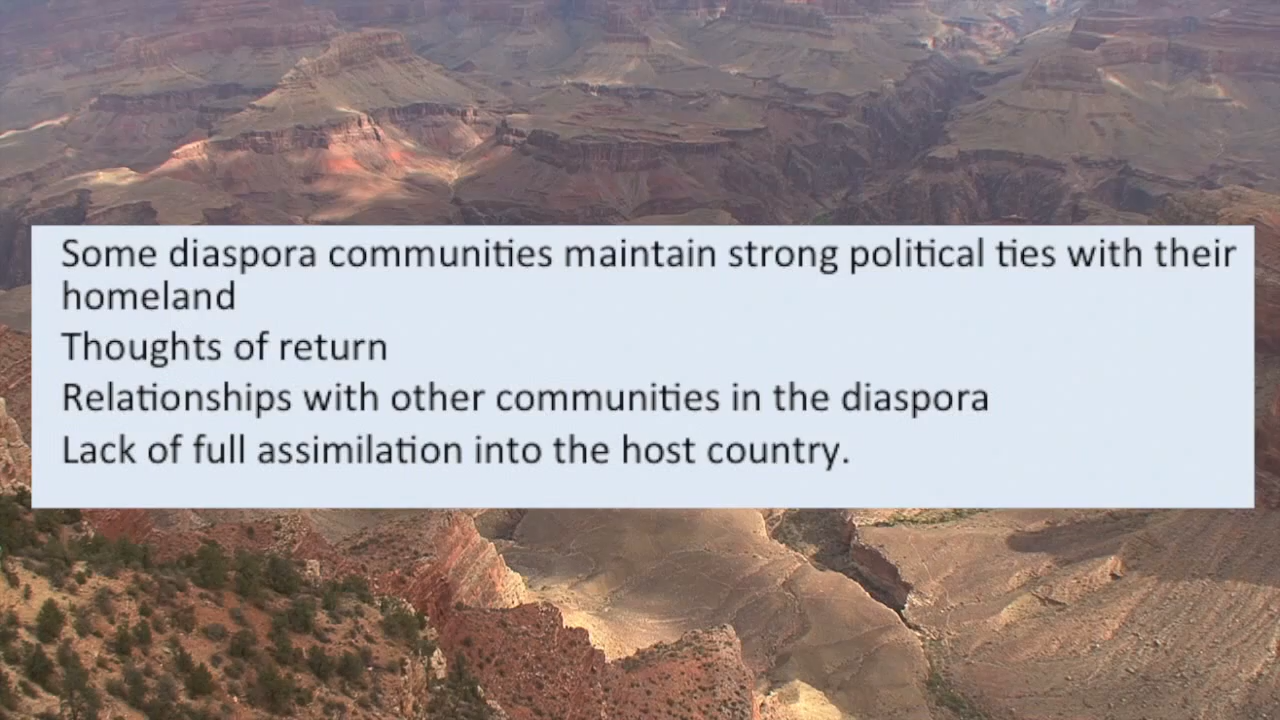 Some diaspora communities maintain strong political ties with their
homeland
Thoughts of return
Relationships with other communities in the diaspora
Lack of full assimilation into the host country.